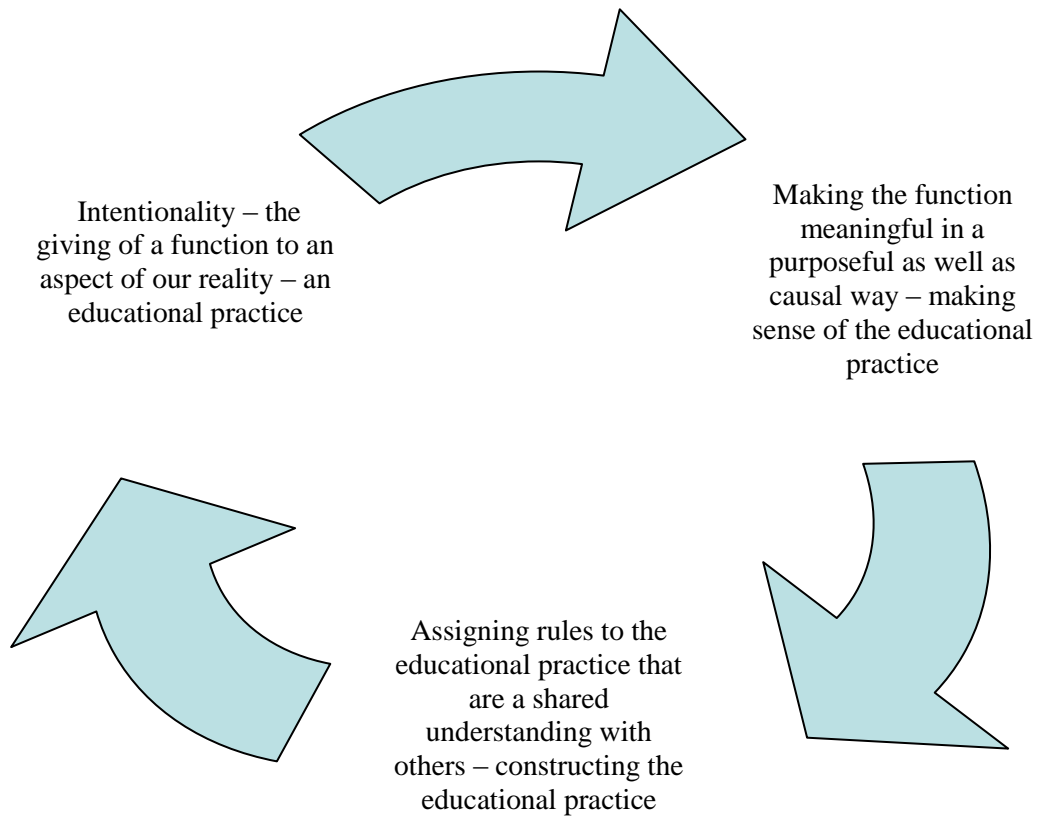 Intentionality – the
giving of a function to an
aspect of our reality – an
educational practice
Making the function
meaningful in a
purposeful as well as
causal way – making
sense of the educational
practice
Assigning rules to the
educational practice that
are a shared
understanding with
others – constructing the
educational practice